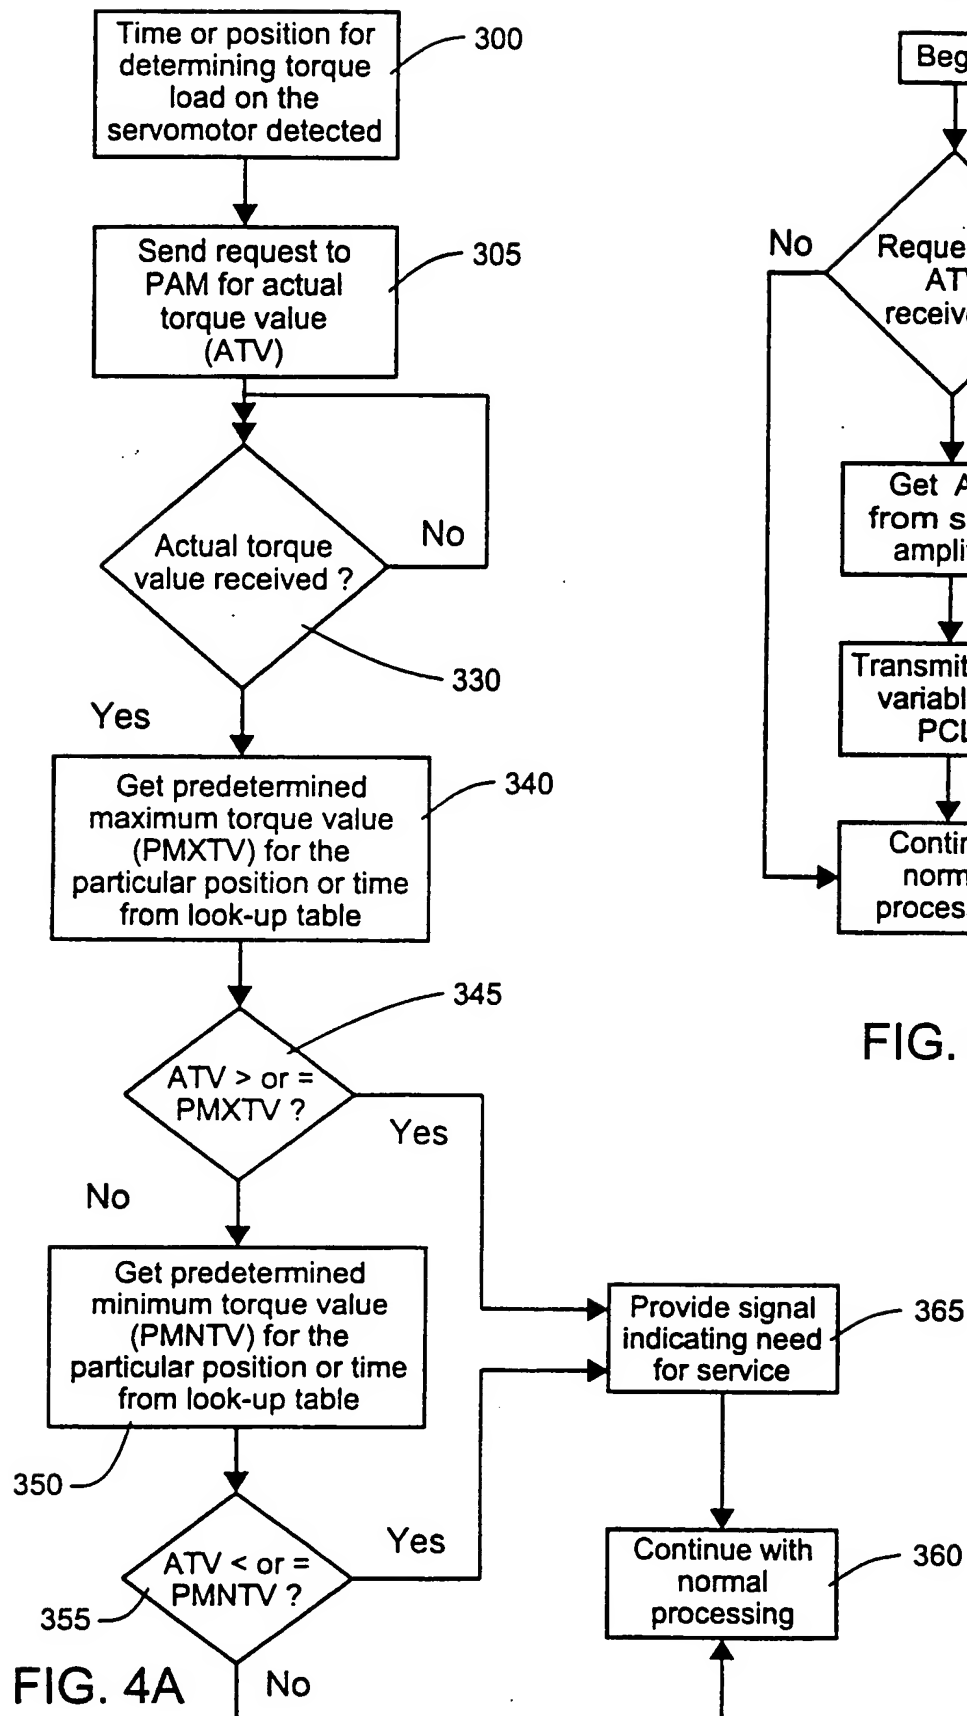 Time or position for
determining torque
load on the
servomotor detected
300
Send request to
PAM for actual
torque value
(ATV)
305
Actual torque
value received ?
No
330
Yes
Get predetermined
maximum torque value
(PMXTV) for the
particular position or time
from look-up table
340
345
ATV > or =
PMXTV ?
Yes
No
Get predetermined
minimum torque value
(PMNTV) for the
particular position or time
from look-up table
350
ATV < or =
PMNTV ?
Yes
355
No
FIG. 4A
Provide signal
indicating need
for service
365
Continue with
normal
processing
360
No
Get
from
FIG.